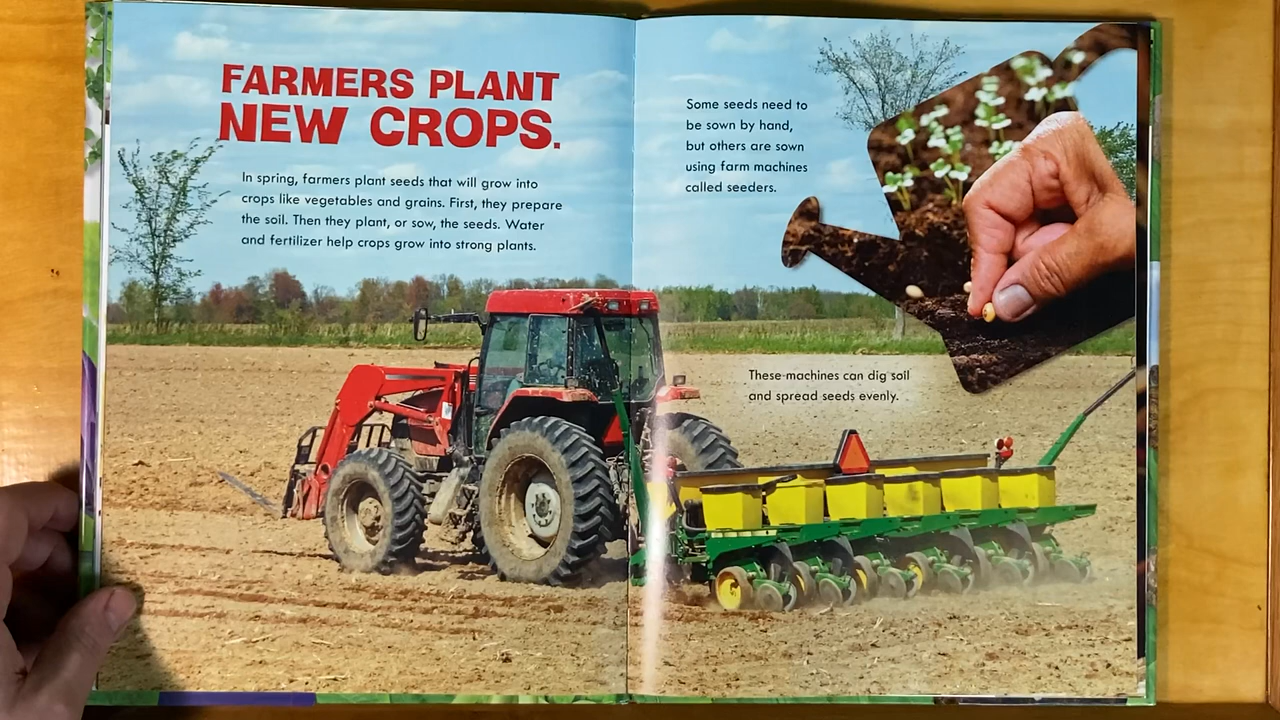 FARMERS PLANT
NEW CROPS.
In spring, farmers plant seeds that will grow into
crops like vegetables and grains. First, they prepare
the soil. Then they plant, or sow, the seeds. Water
and fertilizer help crops grow into strong plants.
Some seeds need to
be sown by hand,
but others are sown
using farm machines
called seeders.
These machines can dig soil
and spread seeds evenly.